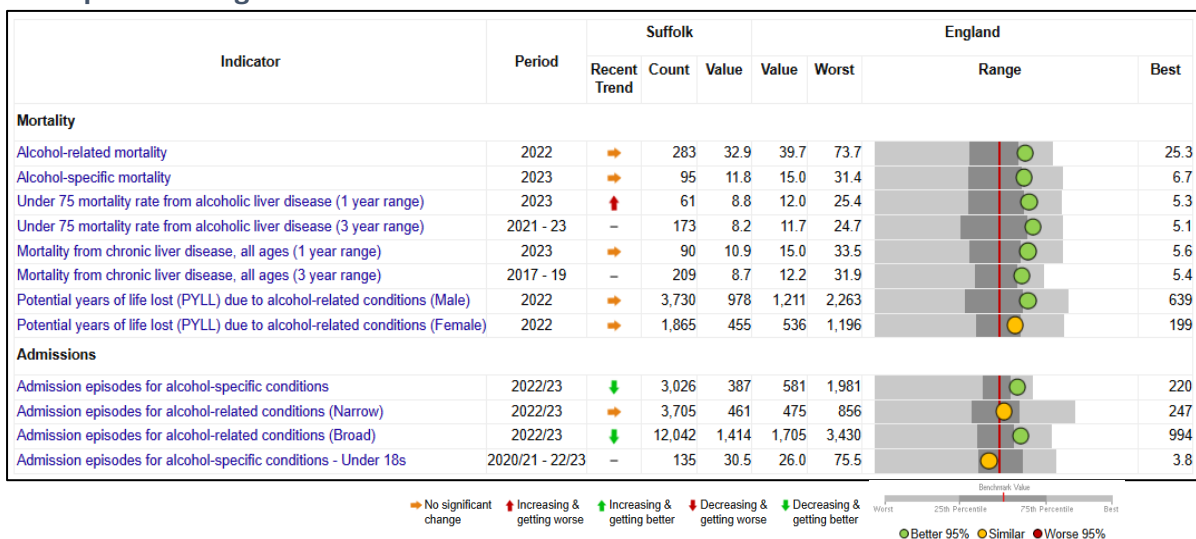 Suffolk England
Indicator Period Recent Trend Count Value Value Worst Range Best
Mortality
Alcohol-related mortality 2022 283 32.9 39.7 73.7 25.3
Alcohol-specific mortality 2023 95 11.8 15.0 31.4 6.7
Under 75 mortality rate from alcoholic liver disease (1 year range) 2023 61 8.8 12.0 25.4 5.3
Under 75 mortality rate from alcoholic liver disease (3 year range) 2021 - 23 – 173 8.2 11.7 24.7 5.1
Mortality from chronic liver disease, all ages (1 year range) 2023 90 10.9 15.0 33.5 5.6
Mortality from chronic liver disease, all ages (3 year range) 2017 - 19 – 209 8.7 12.2 31.9 5.4
Potential years of life lost (PYLL) due to alcohol-related conditions (Male) 2022 3,730 978 1,211 2,263 639
Potential years of life lost (PYLL) due to alcohol-related conditions (Female) 2022 1,865 455 536 1,196 199
Admissions
Admission episodes for alcohol-specific conditions 2022/23 3,026 387 581 1,981 220
Admission episodes for alcohol-related conditions (Narrow) 2022/23 3,705 461 475 856 247
Admission episodes for alcohol-related conditions (Broad) 2022/23 12,042 1,414 1,705 3,430 994
Admission episodes for alcohol-specific conditions - Under 18s 2020/21 - 22/23 – 135 30.5 26.0 75.5 3.8
Benchmark Value
No significant change Increasing & getting worse Increasing & getting better Decreasing & getting worse Decreasing & getting better
Worst 25th Percentile 75th Percentile Best
Better 95% Similar Worse 95%